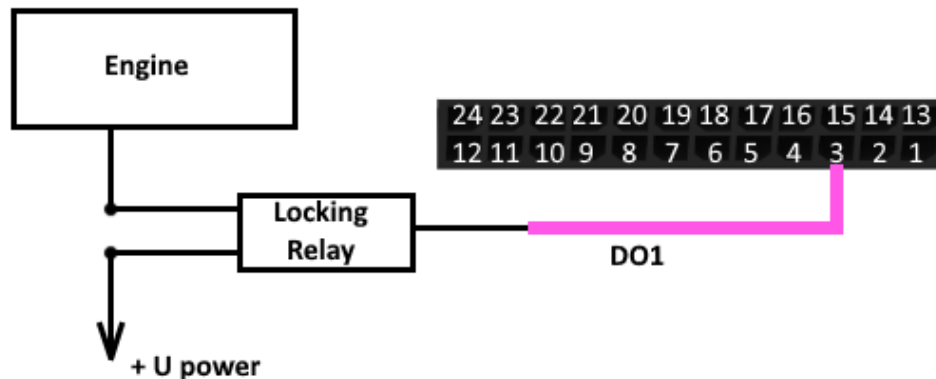 Engine
24 23 22 21 20 19 18 17 16 15 14 13
12 11 10 9 8 7 6 5 4 3 2 1
Locking
Relay
DO1
+ U power